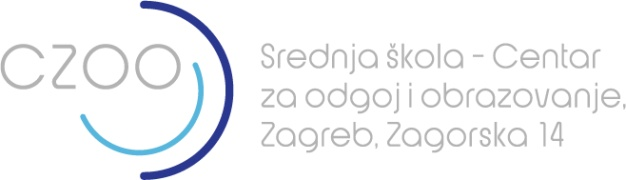 CZOO
Srednja škola - Centar
za odgoj i obrazovanje,
Zagreb, Zagorska 14